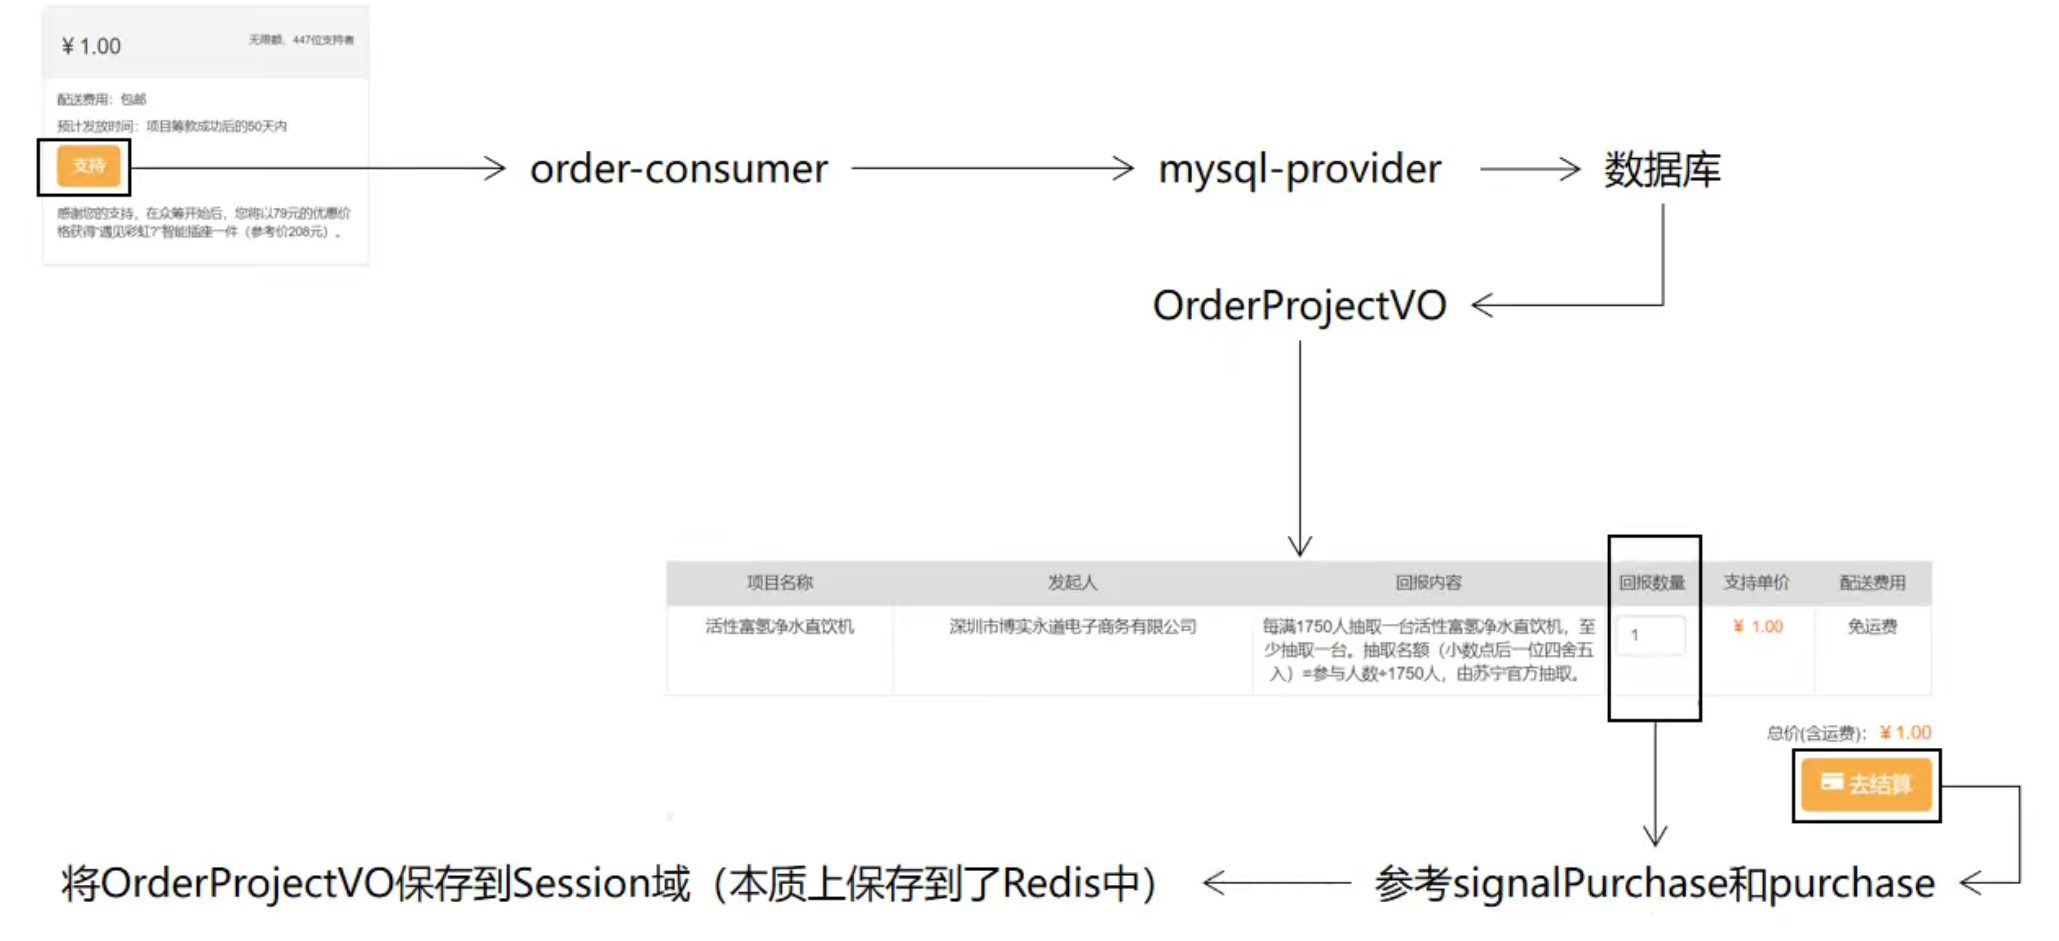 ¥ 1.00
无限额，447位支持者
配送费用：包邮
预计发放时间：项目筹款成功后的50天内
支持
感谢您的支持，在众筹开始后，您将以79元的优惠价
格获得“遇见彩虹?”智能插座一件（参考价208元）。
order-consumer
mysql-provider
数据库
OrderProjectVO
项目名称 发起人 回报内容 回报数量 支持单价 配送费用
活性富氢净水直饮机 深圳市博实永道电子商务有限公司 每满1750人抽取一台活性富氢净水直饮机，至 1 ¥ 1.00 免运费
少抽取一台。抽取名额（小数点后一位四舍五
入）=参与人数÷1750人，由苏宁官方抽取。
总价(含运费)： ¥ 1.00
去结算
将OrderProjectVO保存到Session域（本质上保存到了Redis中）
参考signalPurchase和purchase